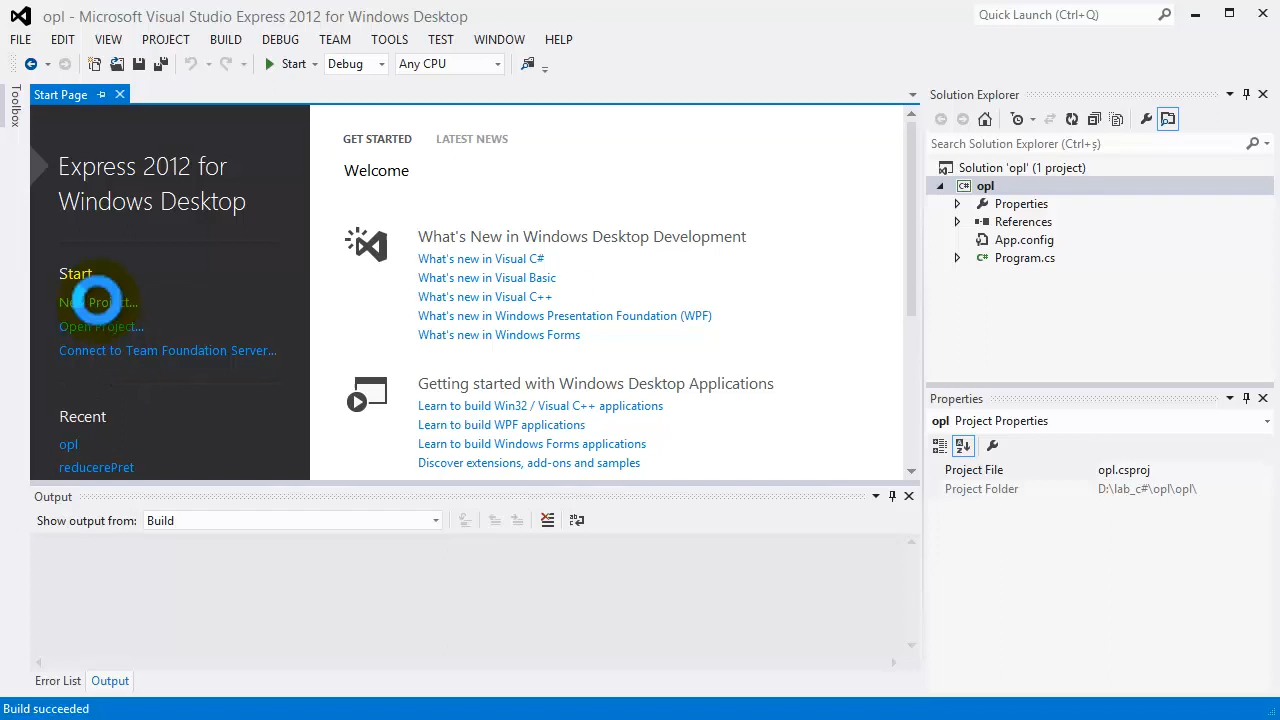 opl - Microsoft Visual Studio Express 2012 for Windows Desktop
Quick Launch (Ctrl+Q)
FILE EDIT VIEW PROJECT BUILD DEBUG TEAM TOOLS TEST WINDOW HELP
Start Debug Any CPU
Toolbox
Start Page
Express 2012 for
Windows Desktop
Start
New Project...
Open Project...
Connect to Team Foundation Server...
Recent
opl
reducerePret
GET STARTED LATEST NEWS
Welcome
What's New in Windows Desktop Development
What's new in Visual C#
What's new in Visual Basic
What's new in Visual C++
What's new in Windows Presentation Foundation (WPF)
What's new in Windows Forms
Getting started with Windows Desktop Applications
Learn to build Win32 / Visual C++ applications
Learn to build WPF applications
Learn to build Windows Forms applications
Discover extensions, add-ons and samples
Solution Explorer
Search Solution Explorer (Ctrl+ş)
Solution 'opl' (1 project)
C# opl
Properties
References
App.config
C# Program.cs
Properties
opl Project Properties
Project File opl.csproj
Project Folder D:\lab_c#\opl\opl\
Output
Show output from: Build
Error List Output
Build succeeded